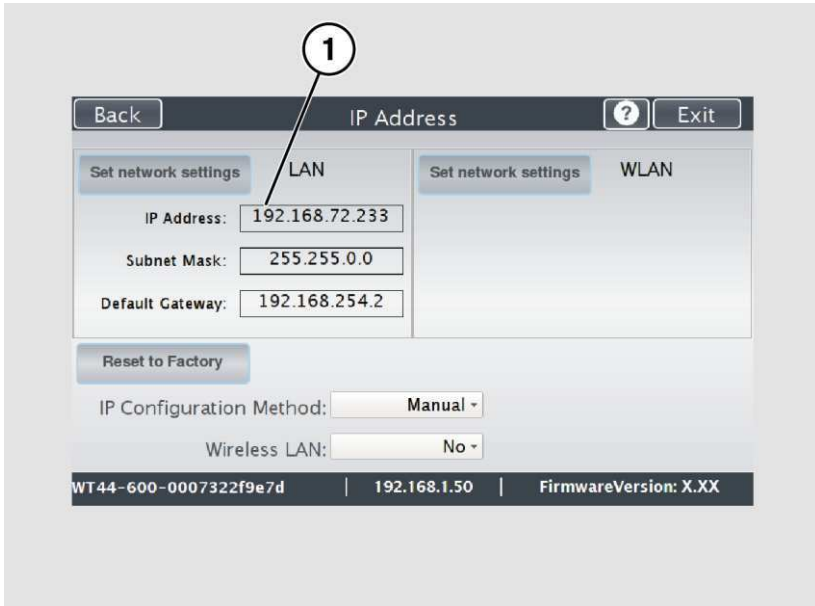 1
Back IP Address ? Exit
Set network settings LAN Set network settings WLAN
IP Address: 192.168.72.233
Subnet Mask: 255.255.0.0
Default Gateway: 192.168.254.2
Reset to Factory
IP Configuration Method: Manual
Wireless LAN: No
WT44-600-0007322f9e7d | 192.168.1.50 | FirmwareVersion: X.XX